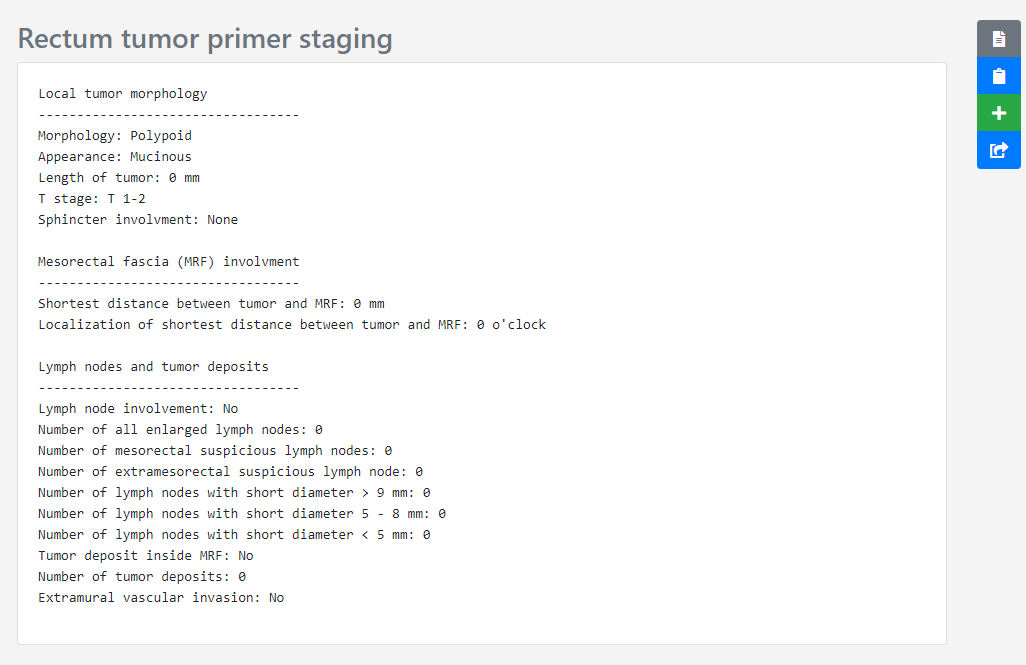 Rectum tumor primer staging
Local tumor morphology
----------------------------------
Morphology: Polypoid
Appearance: Mucinous
Length of tumor: 0 mm
T stage: T 1-2
Sphincter involvment: None
Mesorectal fascia (MRF) involvment
----------------------------------
Shortest distance between tumor and MRF: 0 mm
Localization of shortest distance between tumor and MRF: 0 o'clock
Lymph nodes and tumor deposits
----------------------------------
Lymph node involvement: No
Number of all enlarged lymph nodes: 0
Number of mesorectal suspicious lymph nodes: 0
Number of extramesorectal suspicious lymph node: 0
Number of lymph nodes with short diameter > 9 mm: 0
Number of lymph nodes with short diameter 5 - 8 mm: 0
Number of lymph nodes with short diameter < 5 mm: 0
Tumor deposit inside MRF: No
Number of tumor deposits: 0
Extramural vascular invasion: No